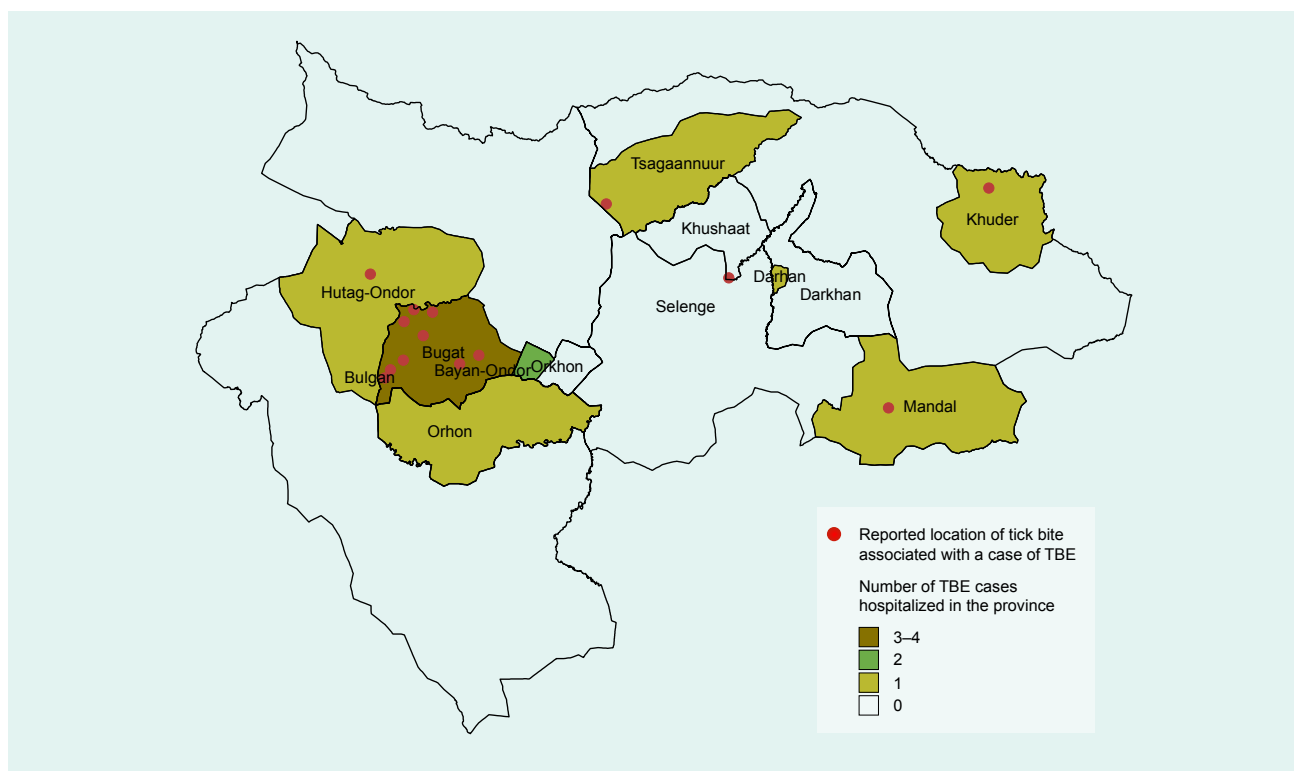 Tsagaannuur
Khuder
Khushaat
Darhan
Hutag-Ondor
Selenge
Darkhan
Bugat
Bayan-Ondor
Orkhon
Bulgan
Mandal
Orhon
Reported location of tick bite
associated with a case of TBE
Number of TBE cases
hospitalized in the province
3–4
2
1
0